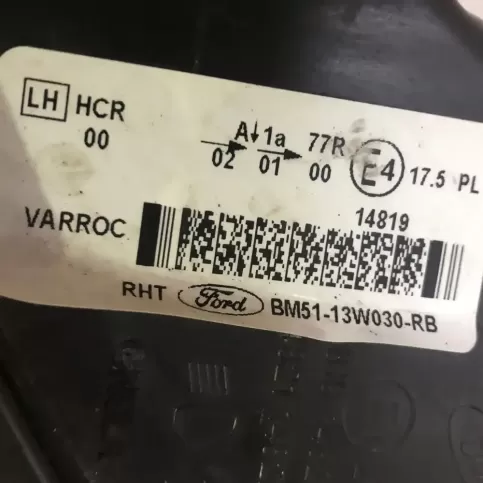 LH HCR A↓ 1a 77R E4 17.5 PL
00 → 02 → 01 00
14819
VARROC
RHT Ford BM51-13W030-RB